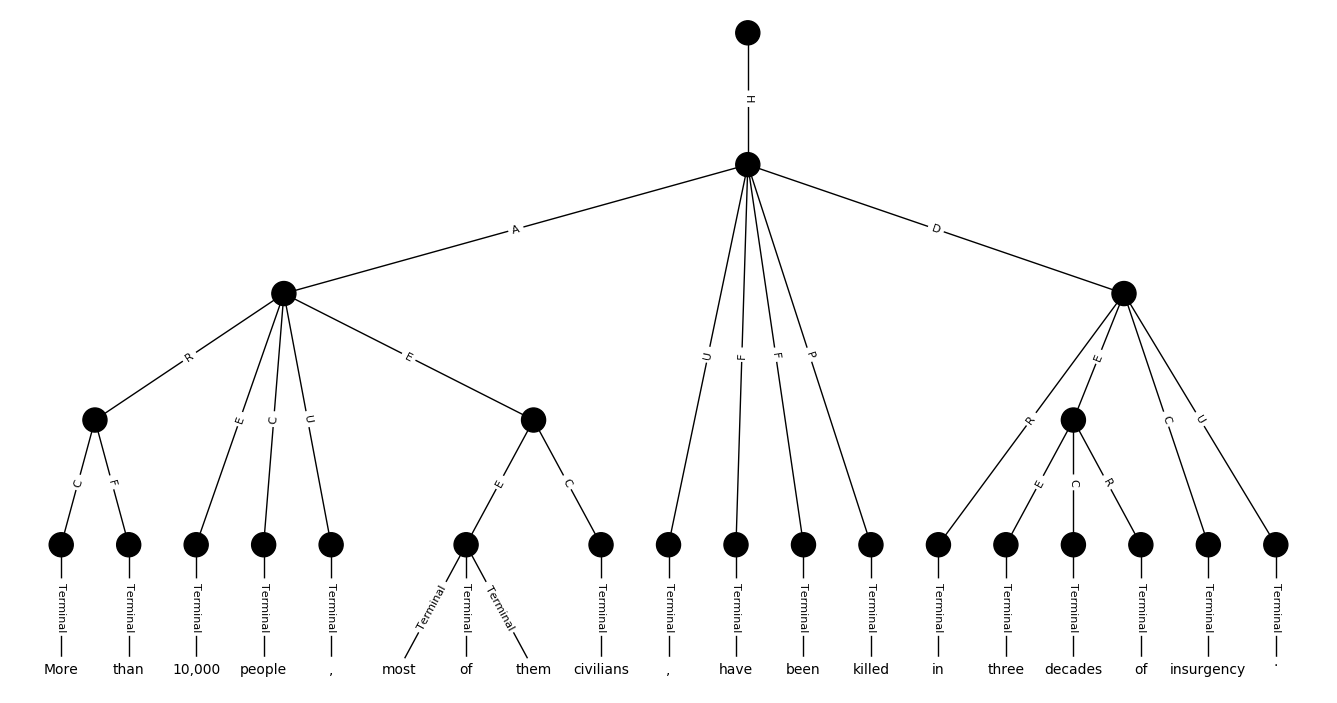 H
A D
U F F P
R E C U E
R E C U
C F E C
E C R
Terminal Terminal Terminal Terminal Terminal Terminal Terminal Terminal Terminal Terminal Terminal Terminal Terminal Terminal Terminal Terminal Terminal Terminal Terminal
More than 10,000 people , most of them civilians , have been killed in three decades of insurgency .